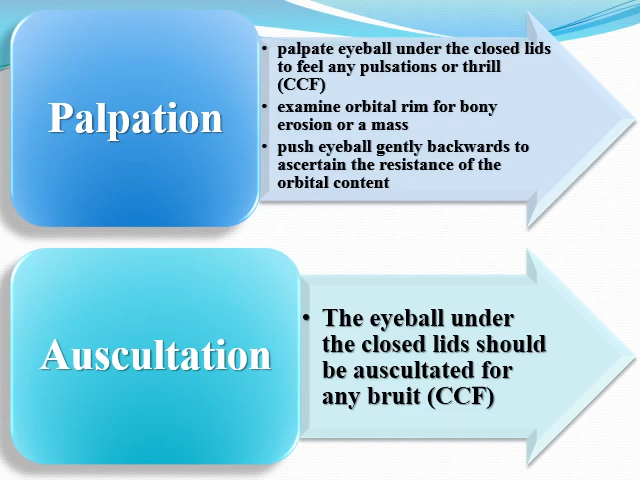 Palpation
• palpate eyeball under the closed lids
to feel any pulsations or thrill
(CCF)
• examine orbital rim for bony
erosion or a mass
• push eyeball gently backwards to
ascertain the resistance of the
orbital content
Auscultation
• The eyeball under
the closed lids should
be auscultated for
any bruit (CCF)